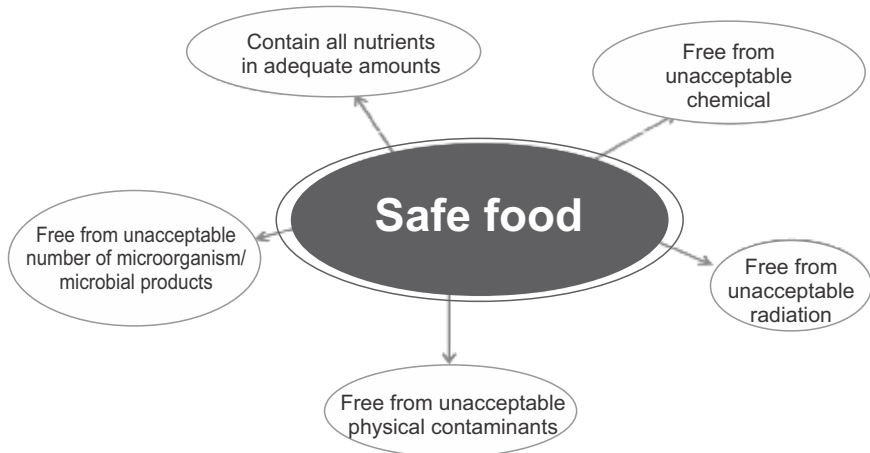 Contain all nutrients
in adequate amounts
Free from
unacceptable
chemical
Safe food
Free from unacceptable
number of microorganism/
microbial products
Free from
unacceptable
radiation
Free from unacceptable
physical contaminants